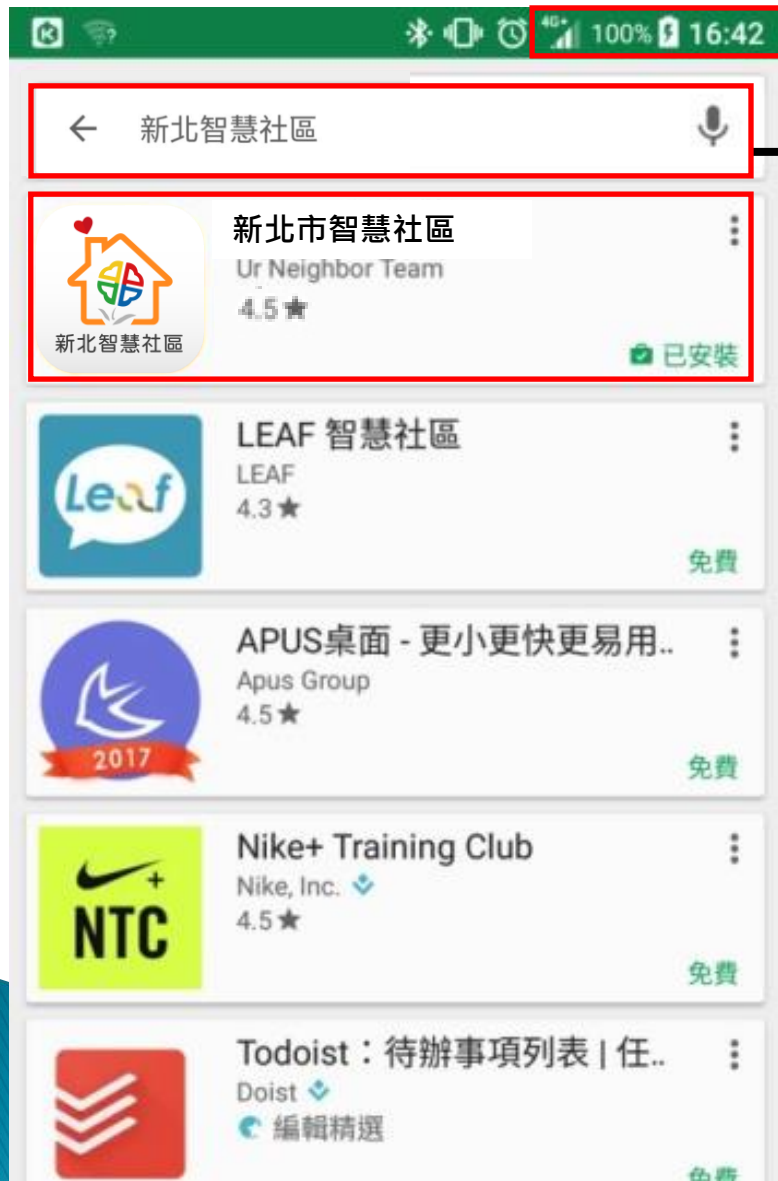 4G+ 100% 16:42
新北智慧社區
新北市智慧社區
Ur Neighbor Team
4.5★
新北智慧社區
已安裝
LEAF 智慧社區
Leaf
LEAF
4.3★
免費
APUS桌面 - 更小更快更易用..
Apus Group
4.5★
2017
免費
Nike+ Training Club
Nike, Inc.
4.5★
NTC
免費
Todoist：待辦事項列表 | 任..
Doist
編輯精選
免費